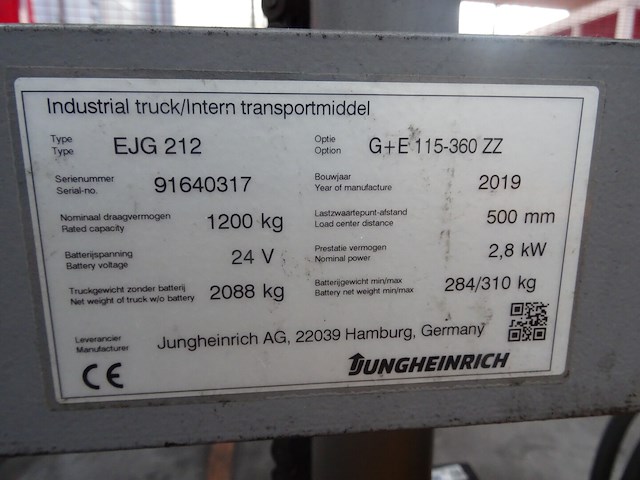 Industrial truck/Intern transportmiddel
Type
Type
EJG 212
Optie
Option
G+E 115-360 ZZ
Serienummer
Serial-no.
91640317
Bouwjaar
Year of manufacture
2019
Nominaal draagvermogen
Rated capacity
1200 kg
Lastzwaartepunt-afstand
Load center distance
500 mm
Batterijspanning
Battery voltage
24 V
Prestatie vermogen
Nominal power
2,8 kW
Truckgewicht zonder batterij
Net weight of truck w/o battery
2088 kg
Batterijgewicht min/max
Battery net weight min/max
284/310 kg
Leverancier
Manufacturer
Jungheinrich AG, 22039 Hamburg, Germany
CE
JUNGHEINRICH